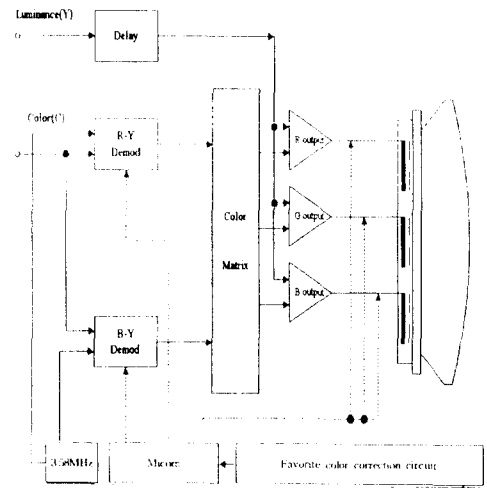 Luminance(Y)
Delay
Color(C)
R-Y
Demod
Color
Matrix
R output
G output
B output
B-Y
Demod
3.58MHz
Micom
Favorite color correction circuit